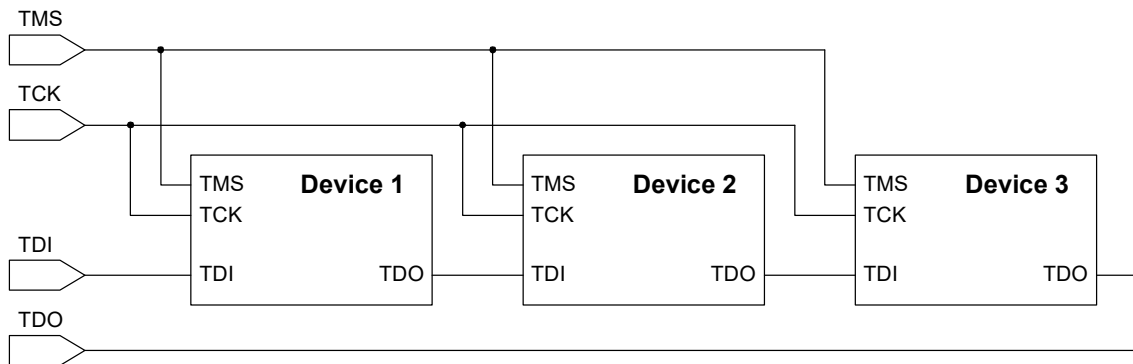 TMS
TCK
TMS Device 1
TCK
TDI TDO
TMS Device 2
TCK
TDI TDO
TMS Device 3
TCK
TDI TDO
TDI
TDO